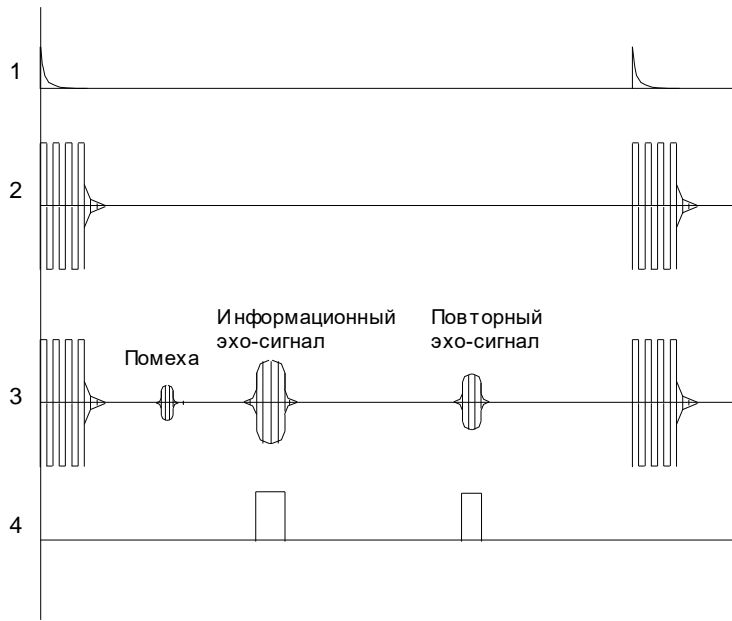 1
2
Информационный
эхо-сигнал
Повторный
эхо-сигнал
Помеха
3
4